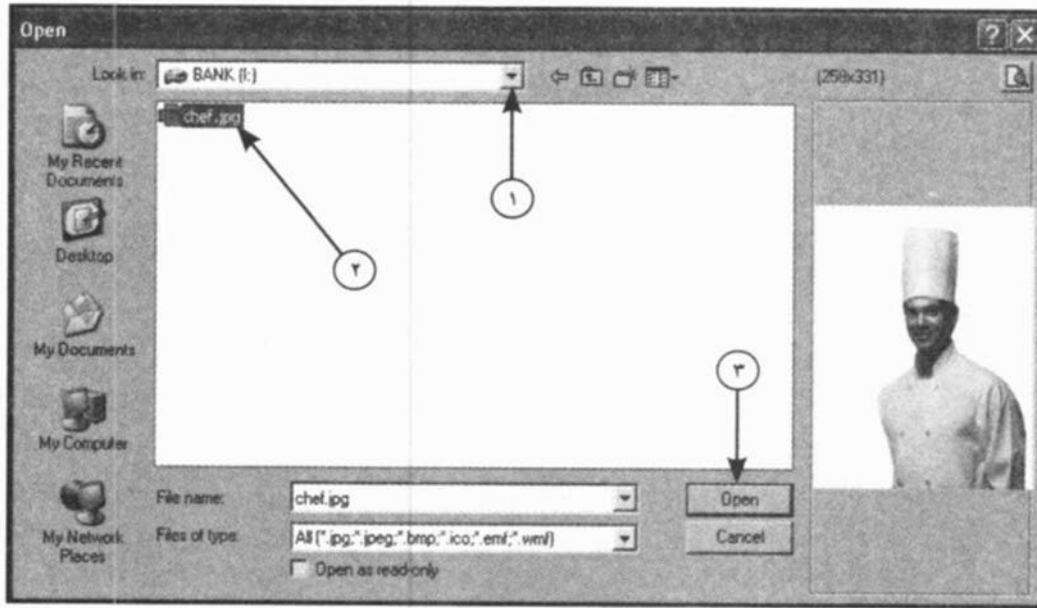 Open
Look in: BANK (I:) (258x331)
chef.jpg
My Recent
Documents
Desktop
My Documents
My Computer
My Network
Places
١
٢
٣
File name: chef.jpg Open
Files of type: All (*.jpg;*.jpeg;*.bmp;*.ico;*.emf;*.wmf) Cancel
Open as read-only